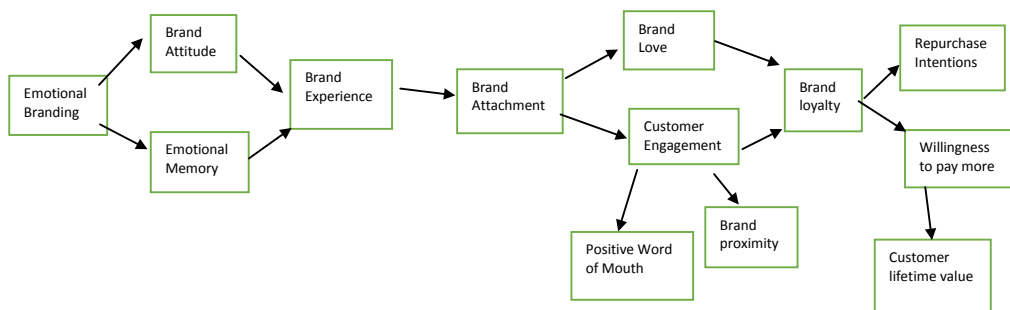 Emotional
Branding
Brand
Attitude
Emotional
Memory
Brand
Experience
Brand
Attachment
Brand
Love
Customer
Engagement
Positive Word
of Mouth
Brand
proximity
Brand
loyalty
Repurchase
Intentions
Willingness
to pay more
Customer
lifetime value